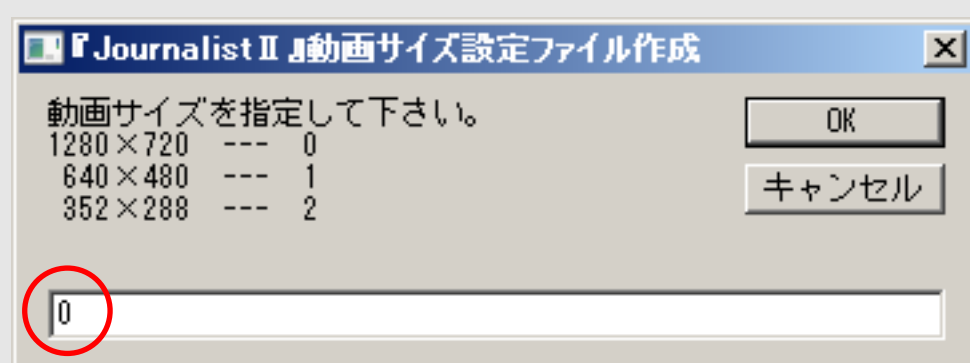 『JournalistⅡ』動画サイズ設定ファイル作成
動画サイズを指定して下さい。
1280×720 --- 0
640×480 --- 1
352×288 --- 2
OK
キャンセル
0